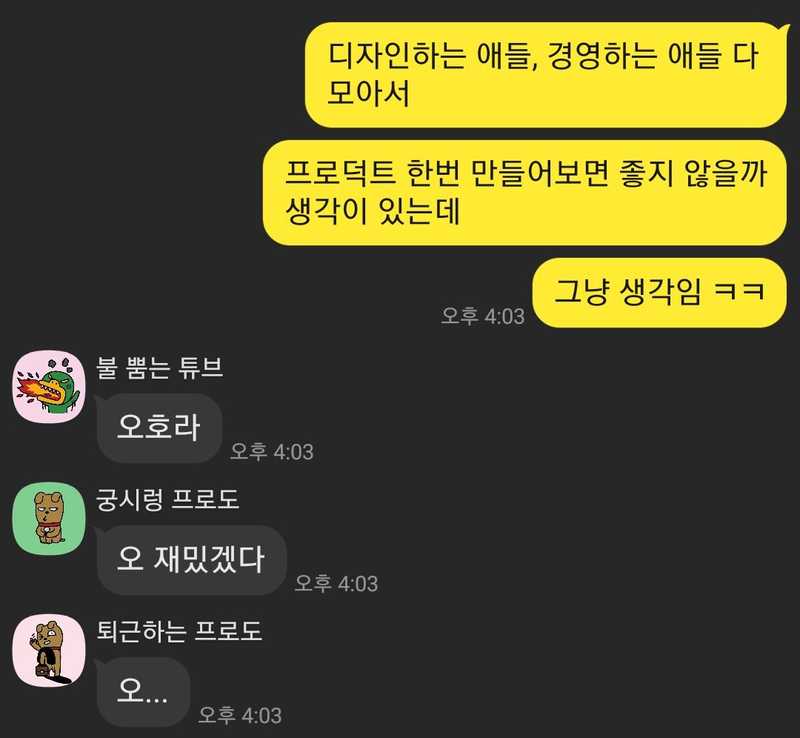 디자인하는 애들, 경영하는 애들 다
모아서
프로덕트 한번 만들어보면 좋지 않을까
생각이 있는데
그냥 생각임 ㅋㅋ
오후 4:03
불 뿜는 튜브
오호라
오후 4:03
궁시렁 프로도
오 재밌겠다
오후 4:03
퇴근하는 프로도
오...
오후 4:03